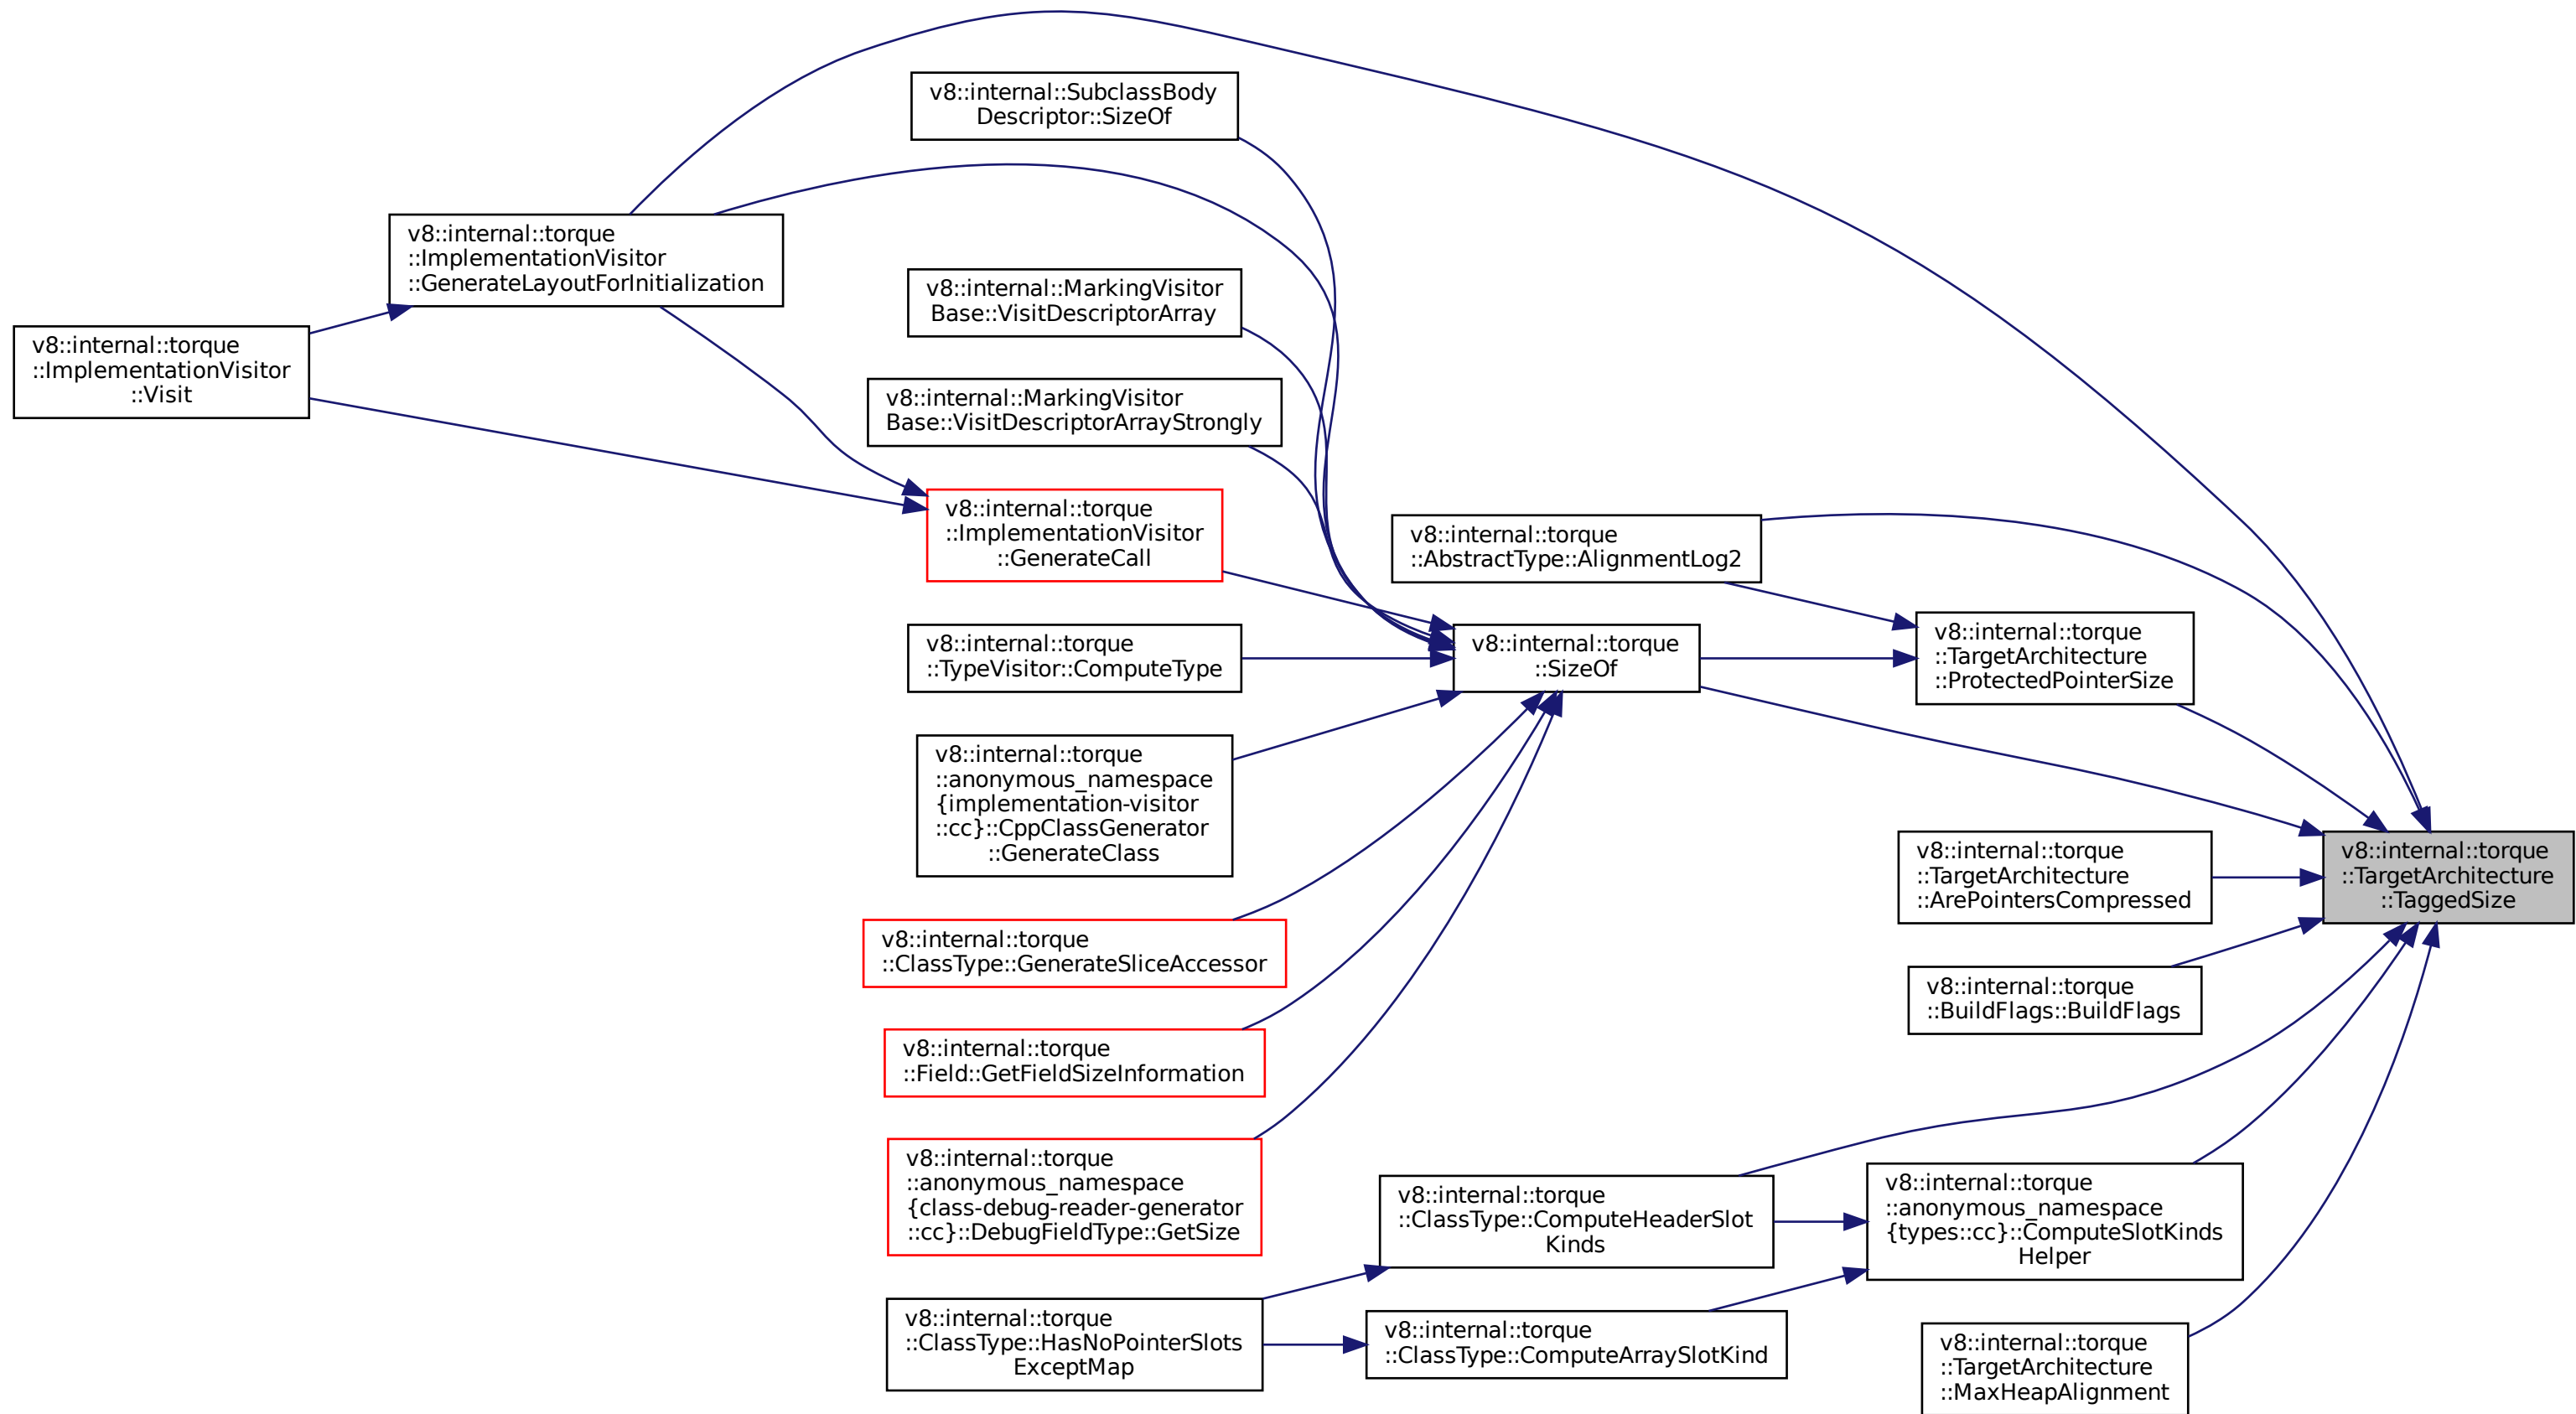 v8::internal::SubclassBody
Descriptor::SizeOf
v8::internal::torque
::ImplementationVisitor
::GenerateLayoutForInitialization
v8::internal::MarkingVisitor
Base::VisitDescriptorArray
v8::internal::torque
::ImplementationVisitor
::Visit
v8::internal::MarkingVisitor
Base::VisitDescriptorArrayStrongly
v8::internal::torque
::ImplementationVisitor
::GenerateCall
v8::internal::torque
::AbstractType::AlignmentLog2
v8::internal::torque
::TypeVisitor::ComputeType
v8::internal::torque
::SizeOf
v8::internal::torque
::TargetArchitecture
::ProtectedPointerSize
v8::internal::torque
::anonymous_namespace
{implementation-visitor
::cc}::CppClassGenerator
::GenerateClass
v8::internal::torque
::TargetArchitecture
::ArePointersCompressed
v8::internal::torque
::TargetArchitecture
::TaggedSize
v8::internal::torque
::ClassType::GenerateSliceAccessor
v8::internal::torque
::BuildFlags::BuildFlags
v8::internal::torque
::Field::GetFieldSizeInformation
v8::internal::torque
::anonymous_namespace
{class-debug-reader-generator
::cc}::DebugFieldType::GetSize
v8::internal::torque
::ClassType::ComputeHeaderSlot
Kinds
v8::internal::torque
::anonymous_namespace
{types::cc}::ComputeSlotKinds
Helper
v8::internal::torque
::ClassType::HasNoPointerSlots
ExceptMap
v8::internal::torque
::ClassType::ComputeArraySlotKind
v8::internal::torque
::TargetArchitecture
::MaxHeapAlignment